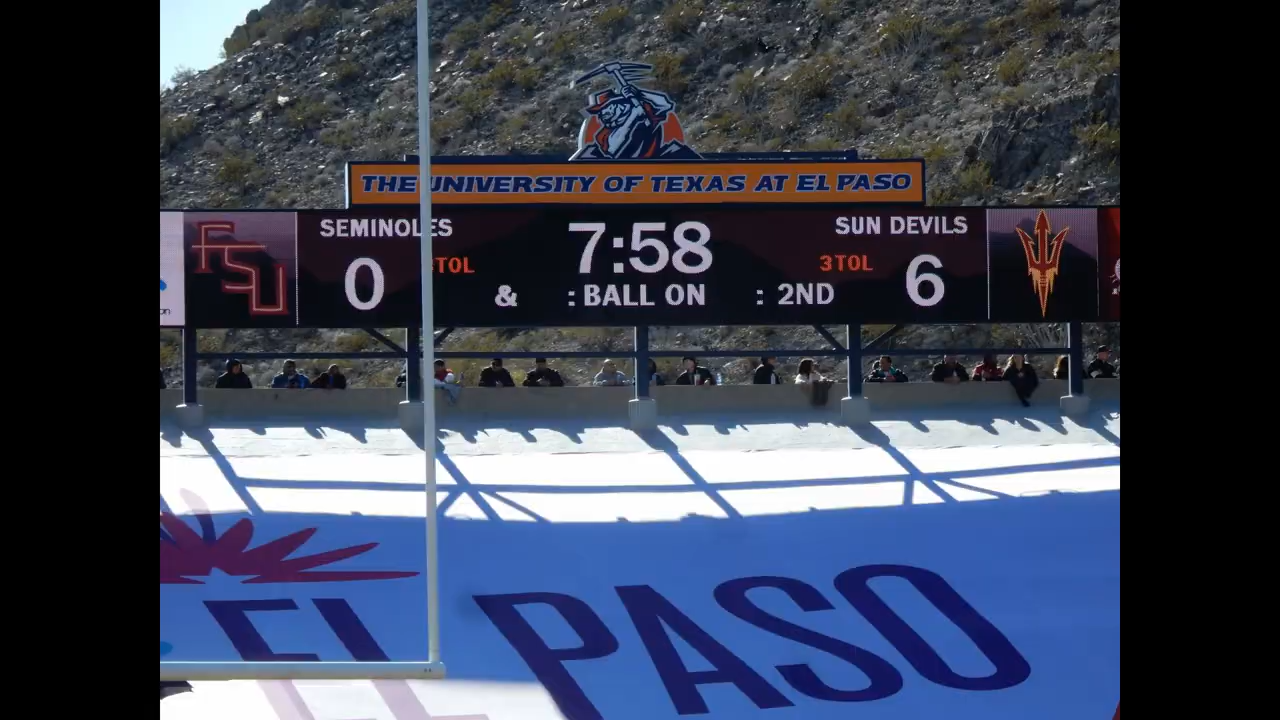 THE UNIVERSITY OF TEXAS AT EL PASO
SEMINOLES
7:58
SUN DEVILS
FSU
0
TOL
3TOL
6
& : BALL ON : 2ND
EL PASO